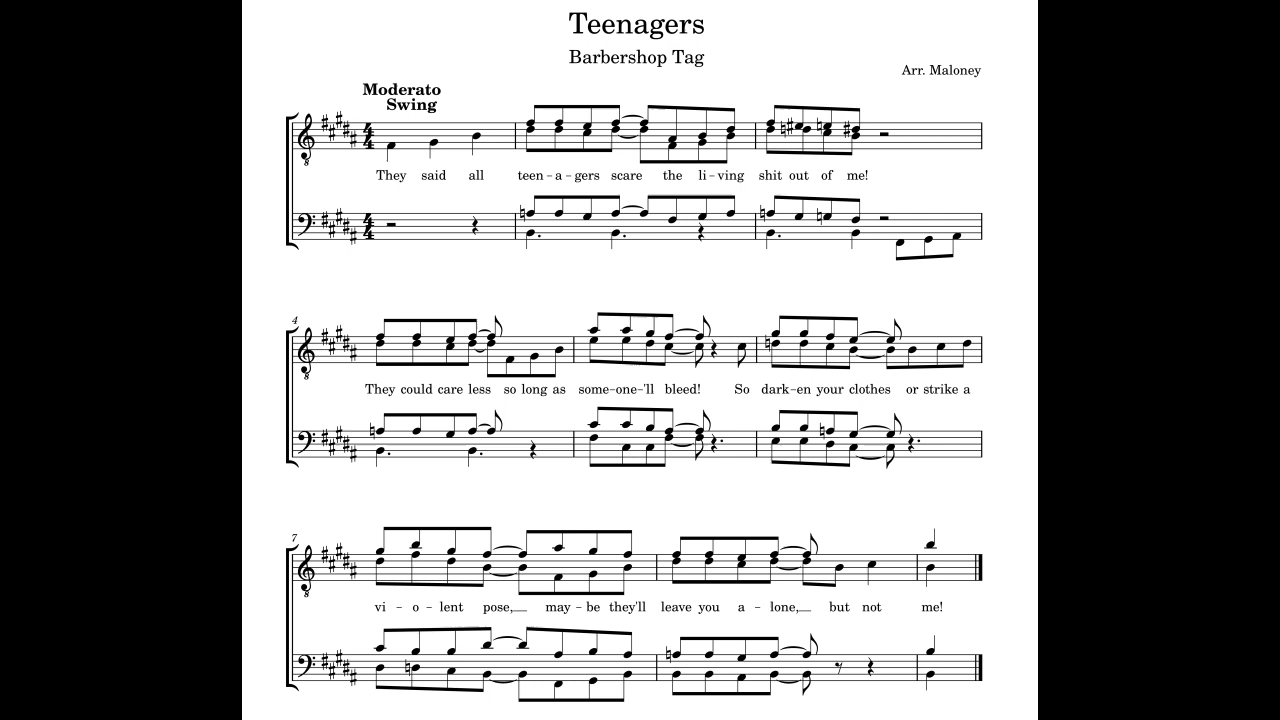 Teenagers
Barbershop Tag
Arr. Maloney
Moderato
Swing
They said all teen – a – gers scare the li – ving shit out of me!
4
They could care less so long as some–one–'ll bleed! So dark–en your clothes or strike a
7
vi – o – lent pose,__ may – be they'll leave you a – lone,__ but not me!